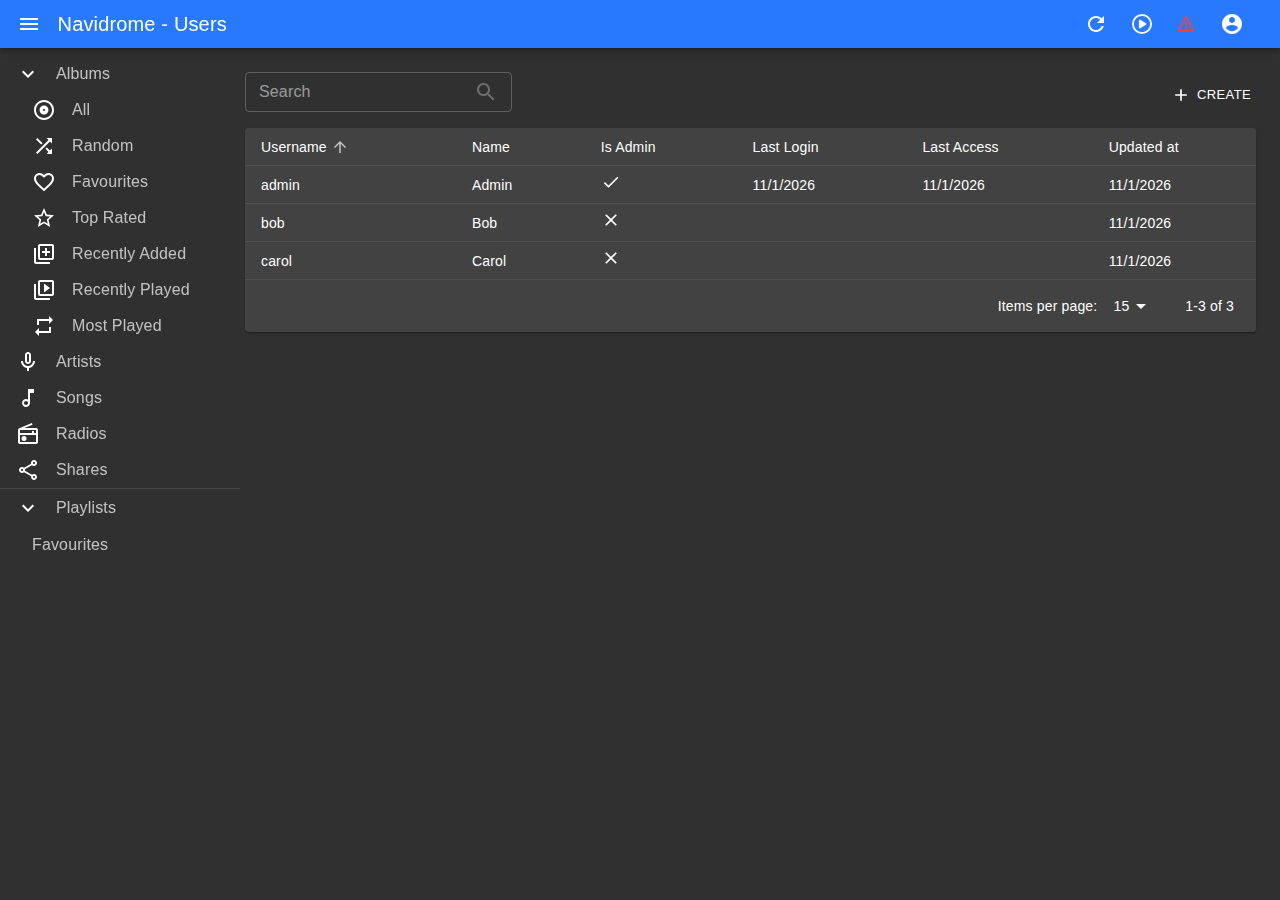 Navidrome - Users
Albums
All
Random
Favourites
Top Rated
Recently Added
Recently Played
Most Played
Artists
Songs
Radios
Shares
Playlists
Favourites
Search
CREATE
Username Name Is Admin Last Login Last Access Updated at
admin Admin 11/1/2026 11/1/2026 11/1/2026
bob Bob 11/1/2026
carol Carol 11/1/2026
Items per page: 15 1-3 of 3